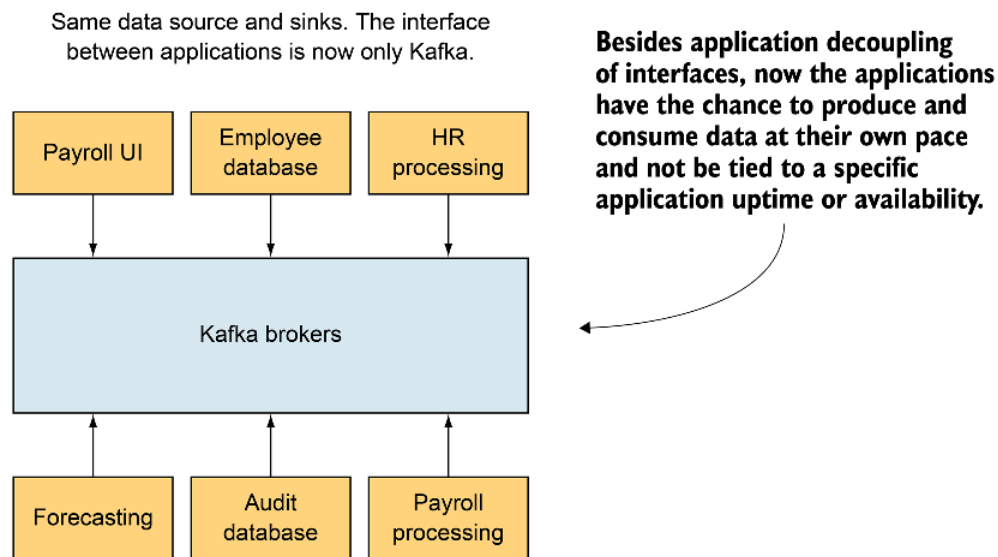 Same data source and sinks. The interface
between applications is now only Kafka.
Besides application decoupling
of interfaces, now the applications
have the chance to produce and
consume data at their own pace
and not be tied to a specific
application uptime or availability.
Payroll UI
Employee
database
HR
processing
Kafka brokers
Forecasting
Audit
database
Payroll
processing